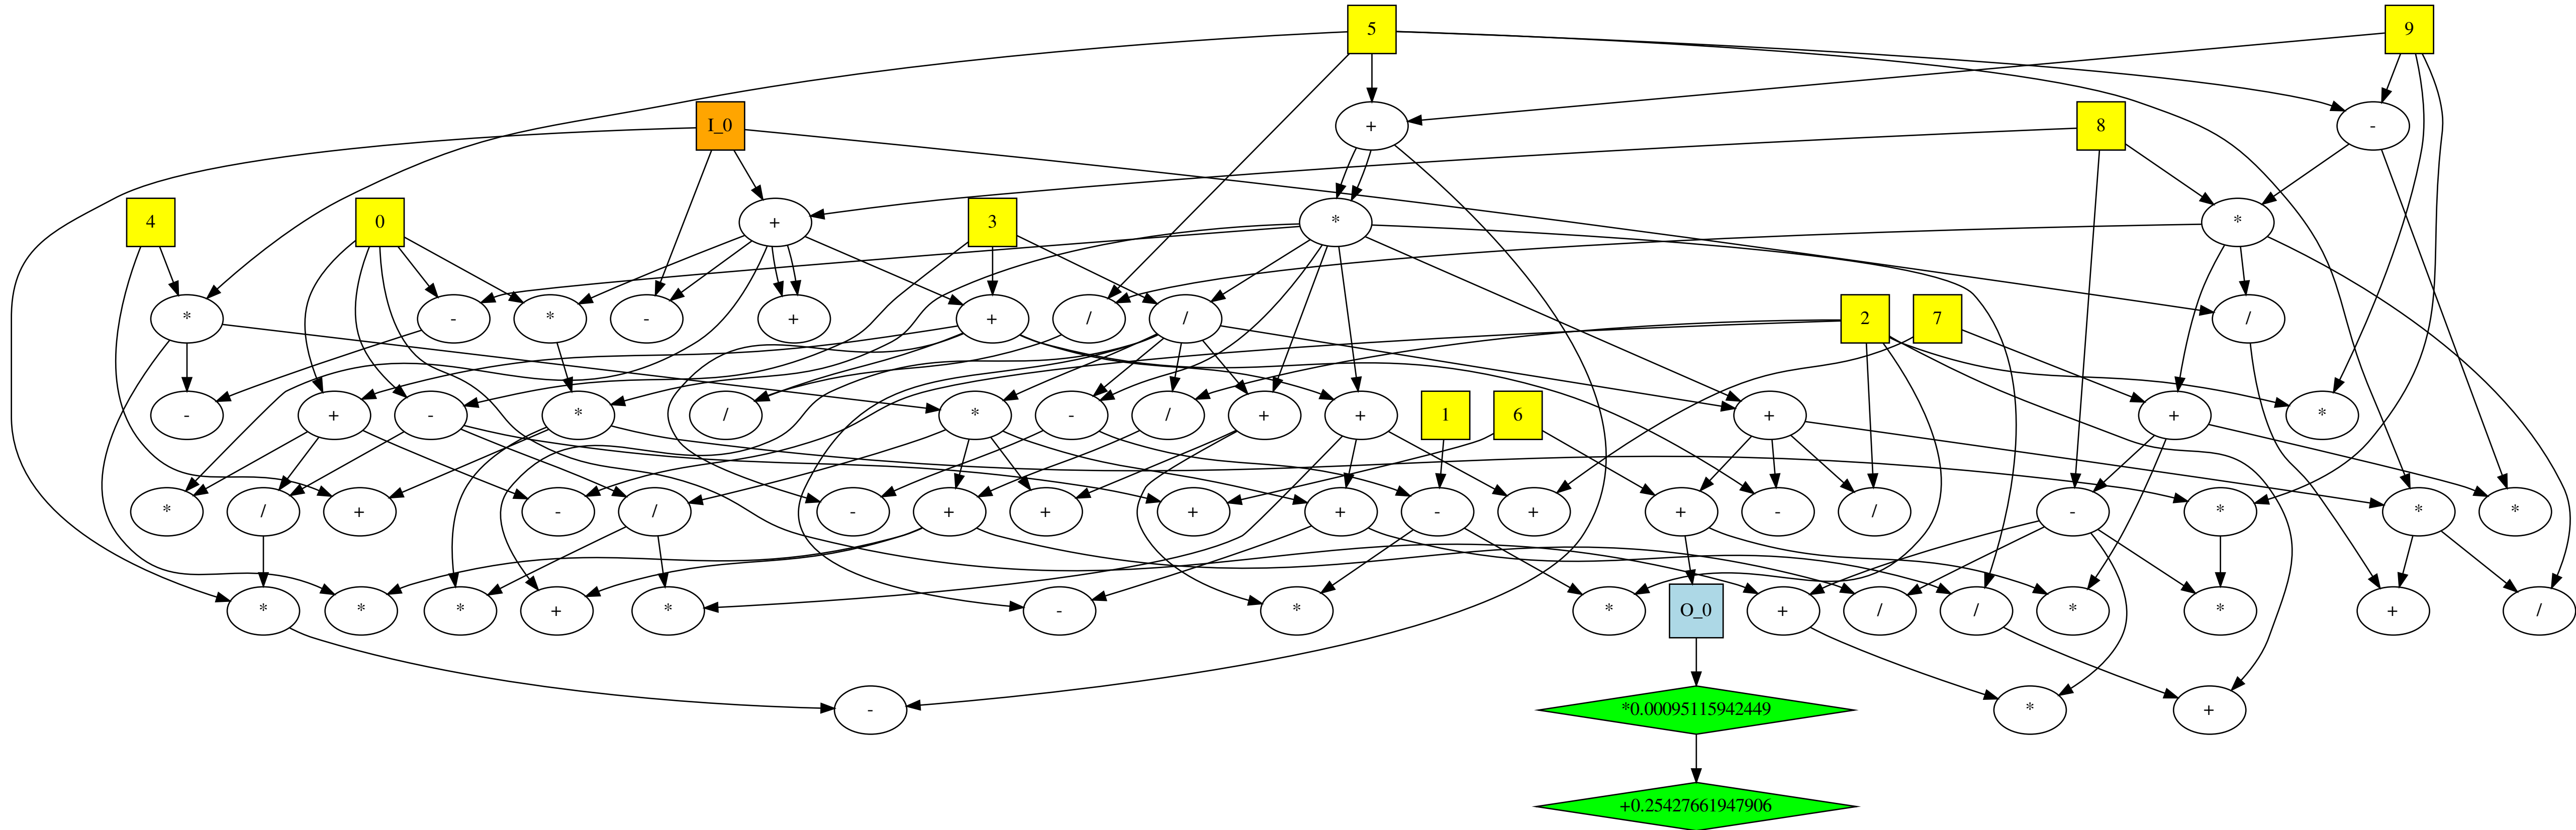 5 9
I_0 + 8 -
4 0 + 3 * *
* - * - + + / / 2 7 /
- + - * / * - / + + 1 6 + + *
* / + - / - + + + + - + + - / - * * *
* * * + * - * * O_0 + / / * * + /
- *0.00095115942449 * +
+0.25427661947906